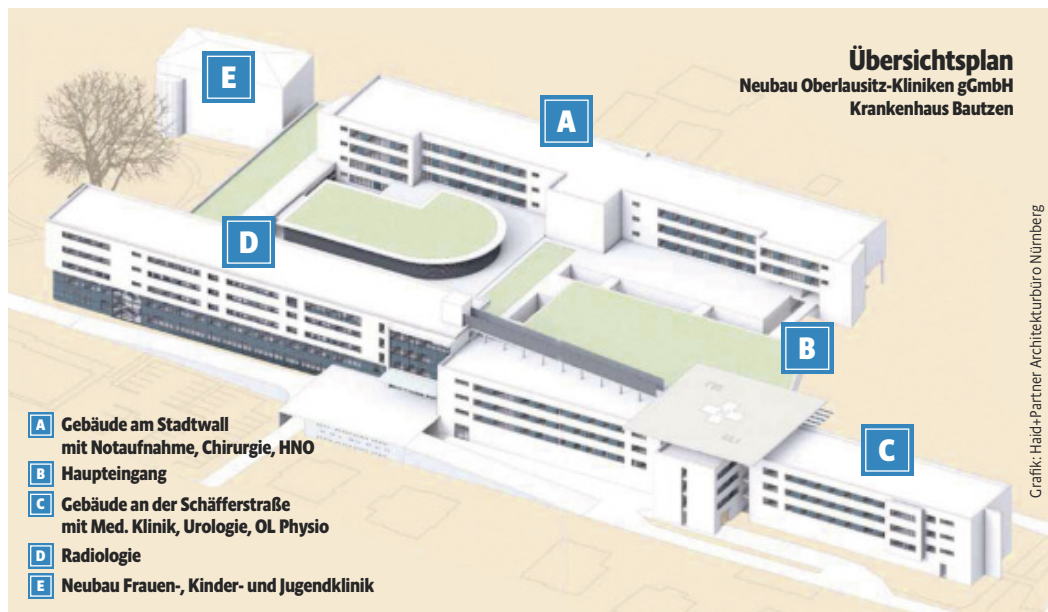 Übersichtsplan
Neubau Oberlausitz-Kliniken gGmbH
Krankenhaus Bautzen
E
A
D
B
C
A Gebäude am Stadtwall
mit Notaufnahme, Chirurgie, HNO
B Haupteingang
C Gebäude an der Schäfferstraße
mit Med. Klinik, Urologie, OL Physio
D Radiologie
E Neubau Frauen-, Kinder- und Jugendklinik
Grafik: Haid+Partner Architekturbüro Nürnberg